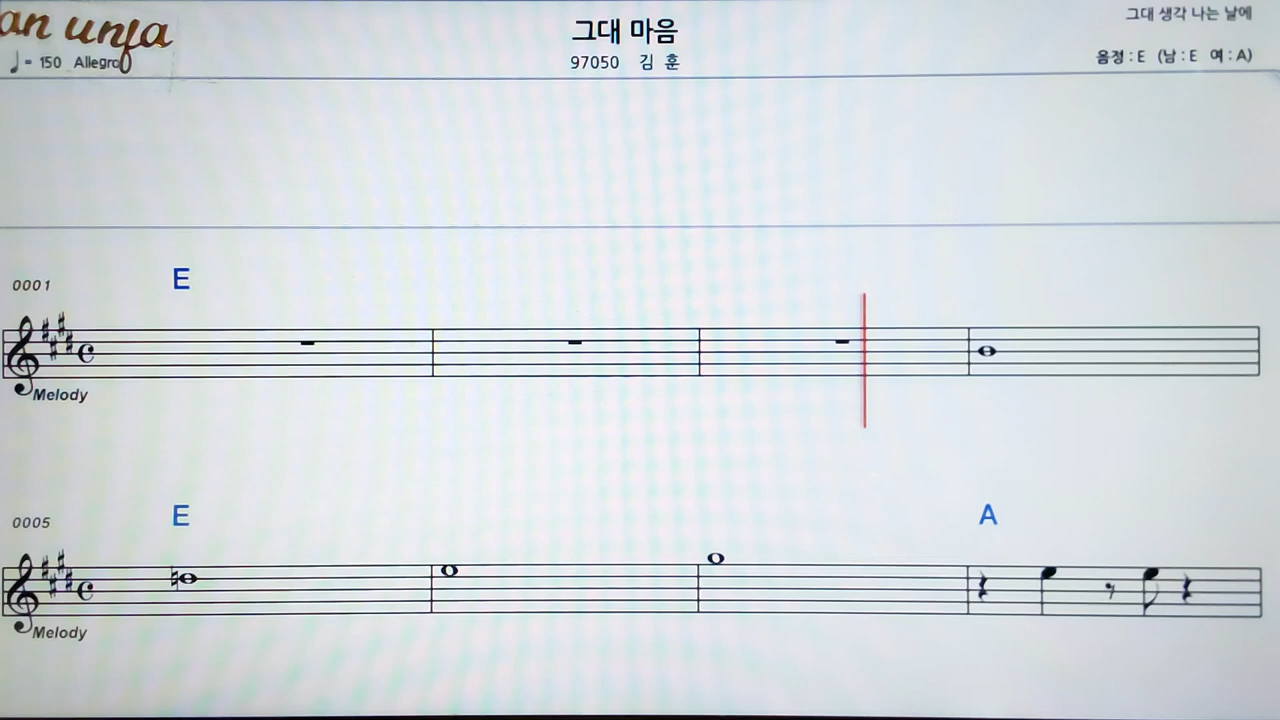 an unfa
그대 마음
그대 생각 나는 날에
♩= 150 Allegro
97050 김 훈
음정 : E (남 : E 여 : A)
0001
E
Melody
0005
E
A
Melody